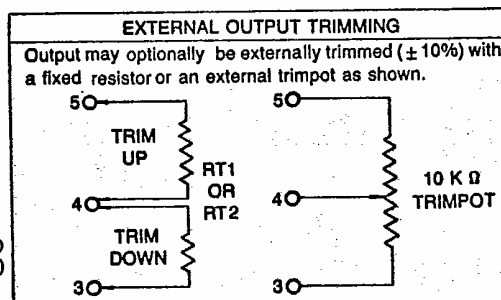 EXTERNAL OUTPUT TRIMMING
Output may optionally be externally trimmed (±10%) with
a fixed resistor or an external trimpot as shown.
5
TRIM
UP
RT1
OR
RT2
4
TRIM
DOWN
3
5
4
10 K Ω
TRIMPOT
3